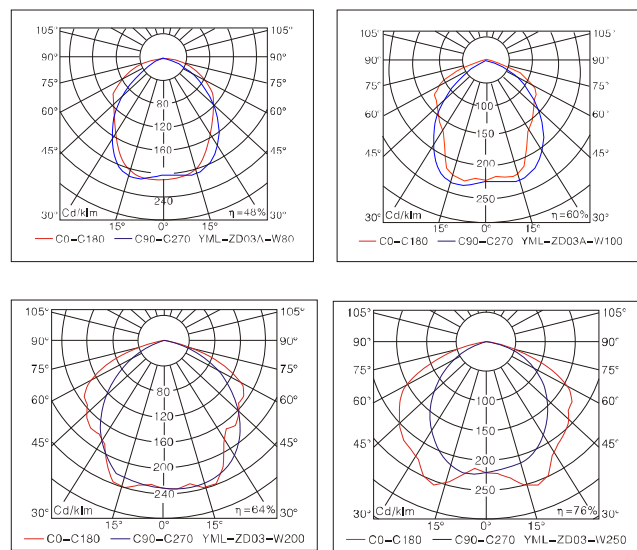 105° 105°
90° 90°
75° 75°
80
60° 60°
120
45° 160 45°
240
30° Cd/klm η=48% 30°
15° 0° 15°
C0-C180 C90-C270 YML-ZD03A-W80
105° 105°
90° 90°
75° 75°
100
60° 60°
150
45° 45°
200
250
30° Cd/klm η=60% 30°
15° 0° 15°
C0-C180 C90-C270 YML-ZD03A-W100
105° 105°
90° 90°
75° 75°
80
60° 60°
120
160
45° 45°
200
240
30° Cd/klm η=64% 30°
15° 0° 15°
C0-C180 C90-C270 YML-ZD03-W200
105° 105°
90° 90°
75° 75°
100
60° 60°
150
45° 45°
200
250
30° Cd/klm η=76% 30°
15° 0° 15°
C0-C180 C90-C270 YML-ZD03-W250